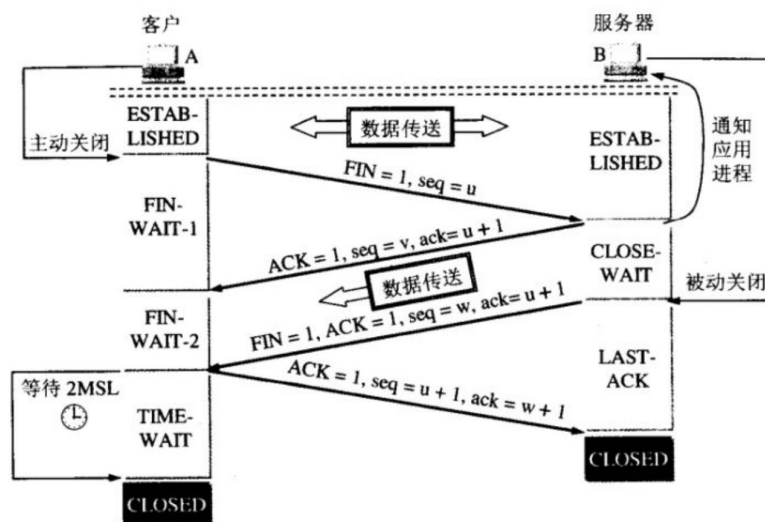 客户
服务器
A
B
ESTAB-
LISHED
数据传送
ESTAB-
LISHED
通知
应用
进程
主动关闭
FIN = 1, seq = u
FIN-
WAIT-1
ACK = 1, seq = v, ack= u + 1
CLOSE-
WAIT
数据传送
被动关闭
FIN = 1, ACK = 1, seq = w, ack= u + 1
FIN-
WAIT-2
ACK = 1, seq = u + 1, ack = w + 1
LAST-
ACK
等待 2MSL
TIME-
WAIT
CLOSED
CLOSED